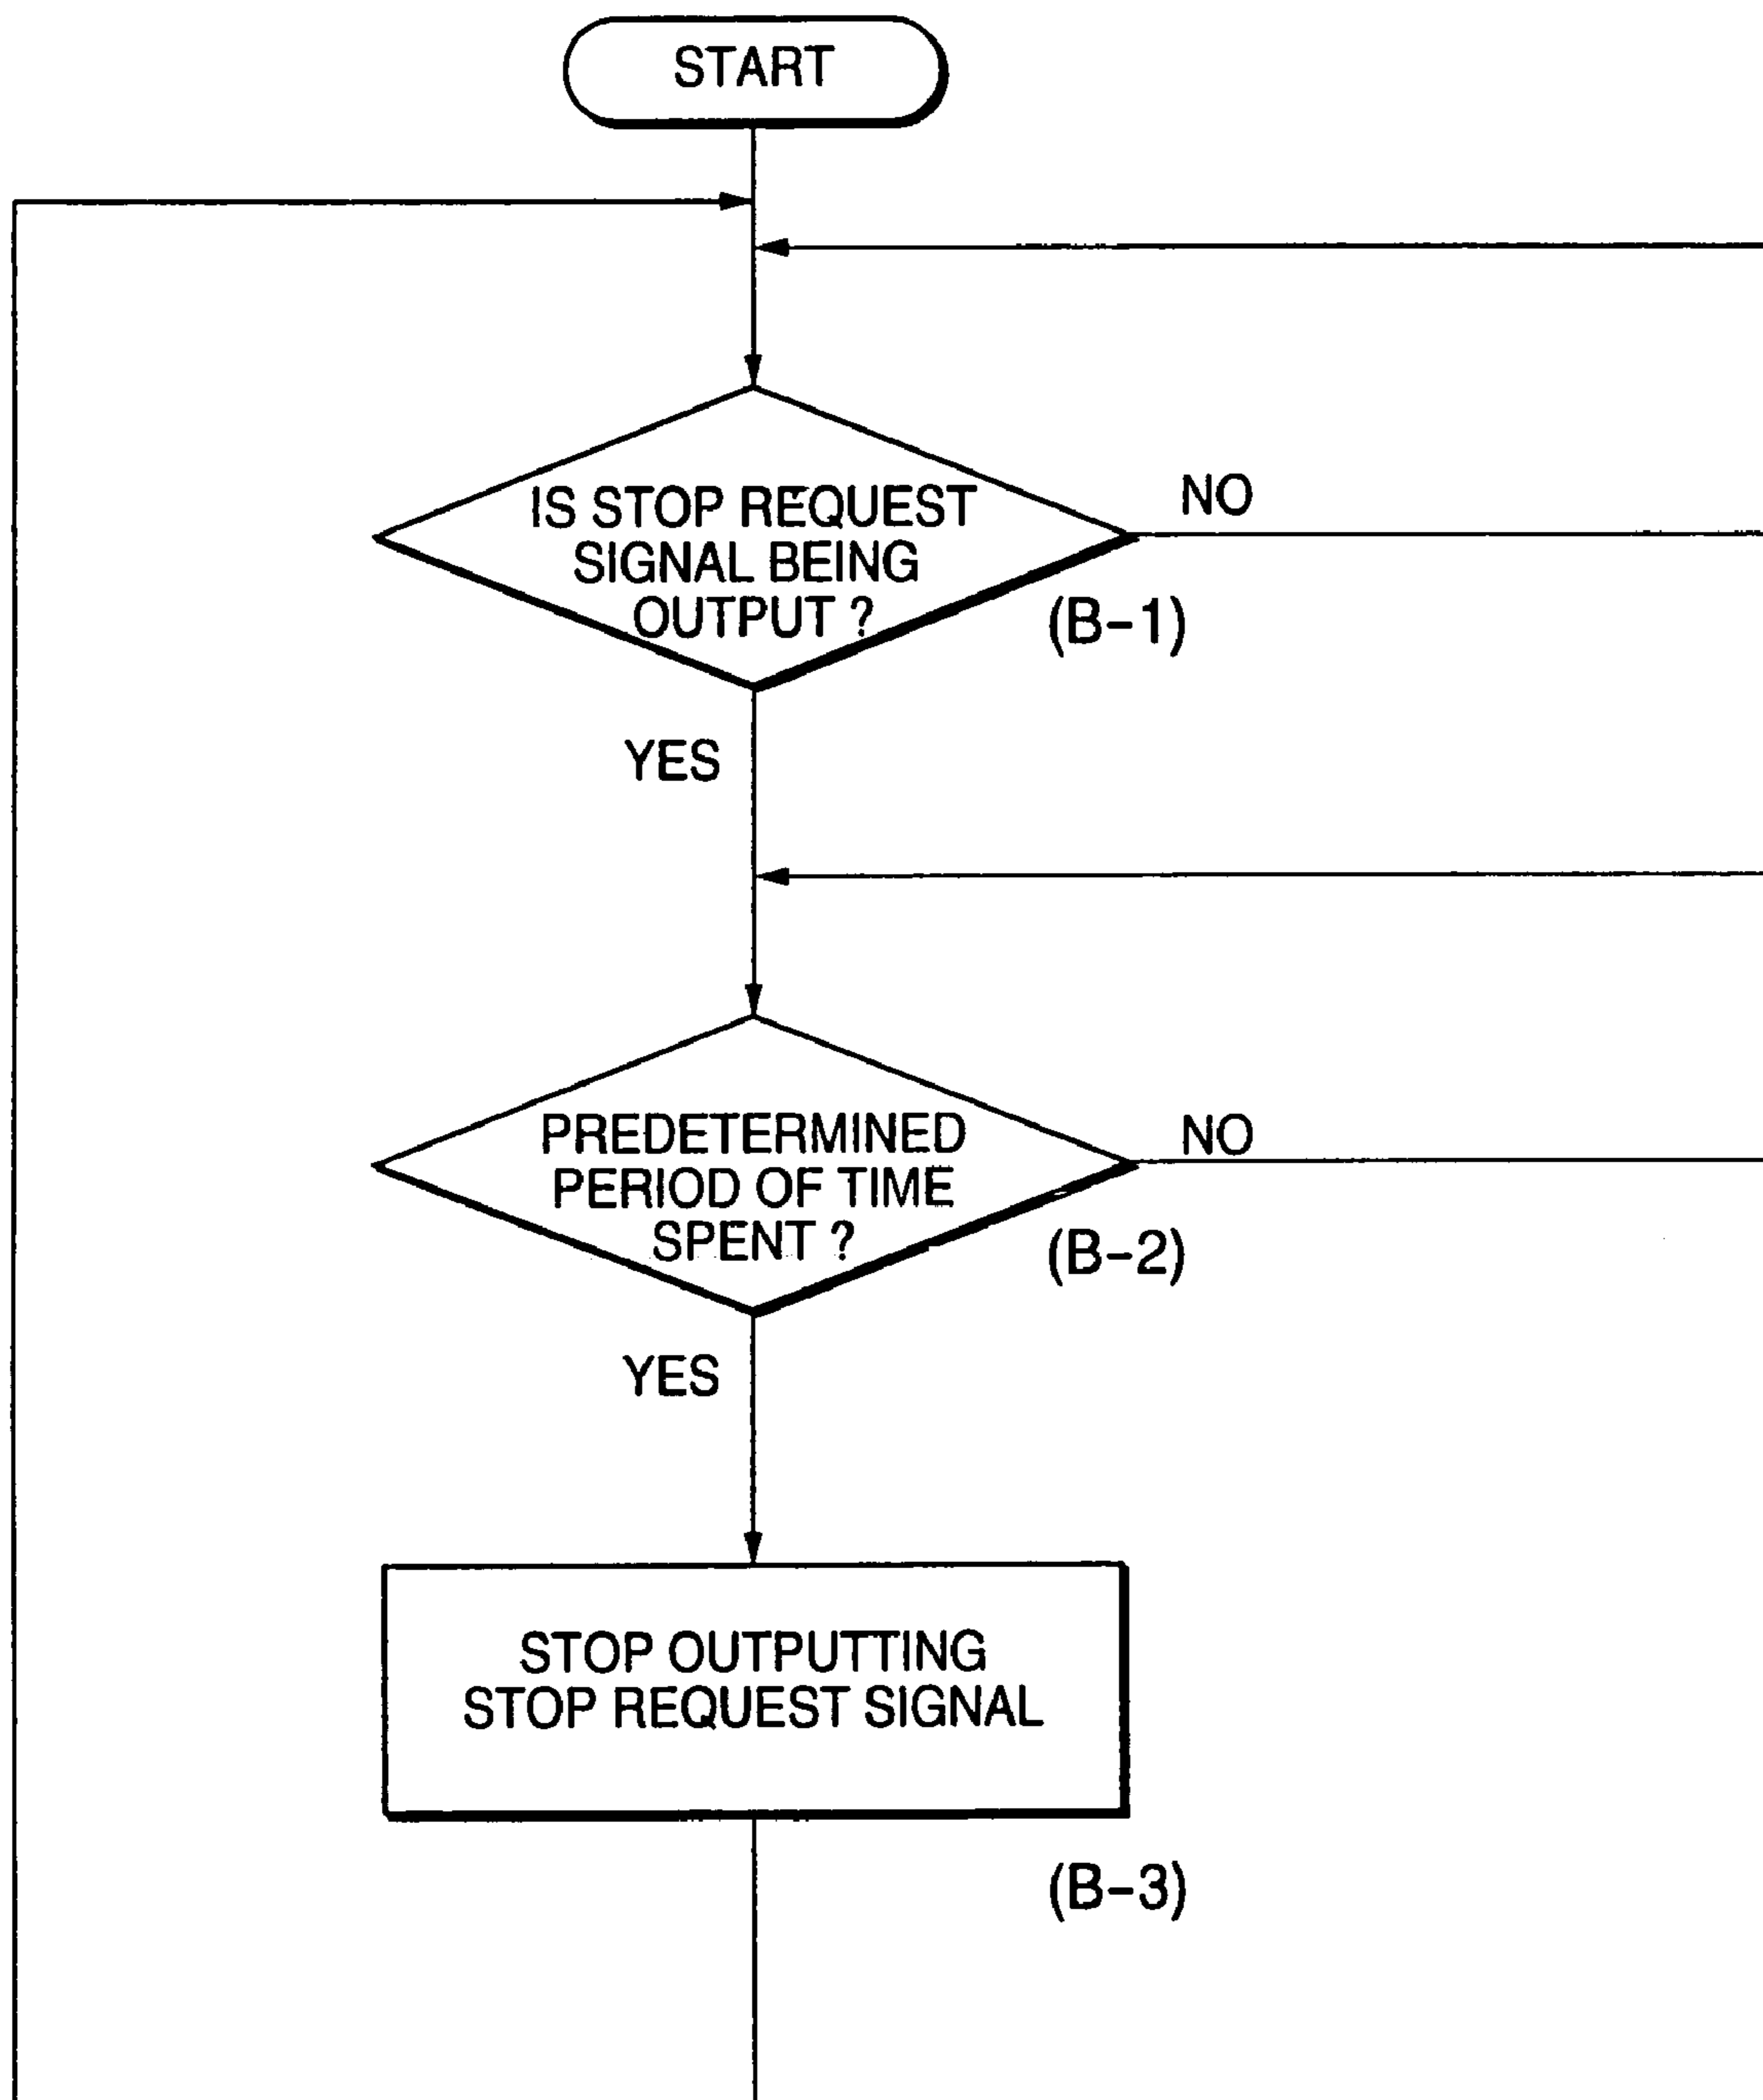 START
IS STOP REQUEST
SIGNAL BEING
OUTPUT ?
NO
(B-1)
YES
PREDETERMINED
PERIOD OF TIME
SPENT ?
NO
(B-2)
YES
STOP OUTPUTTING
STOP REQUEST SIGNAL
(B-3)